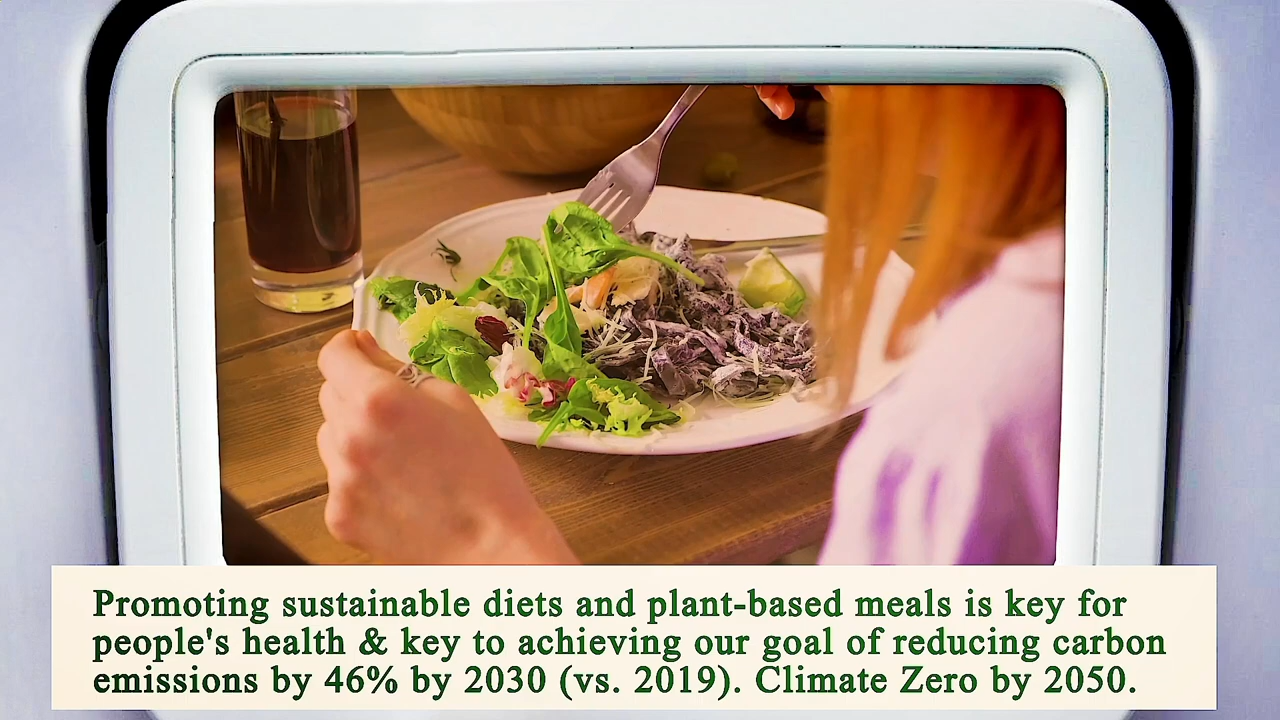 Promoting sustainable diets and plant-based meals is key for
people's health & key to achieving our goal of reducing carbon
emissions by 46% by 2030 (vs. 2019). Climate Zero by 2050.